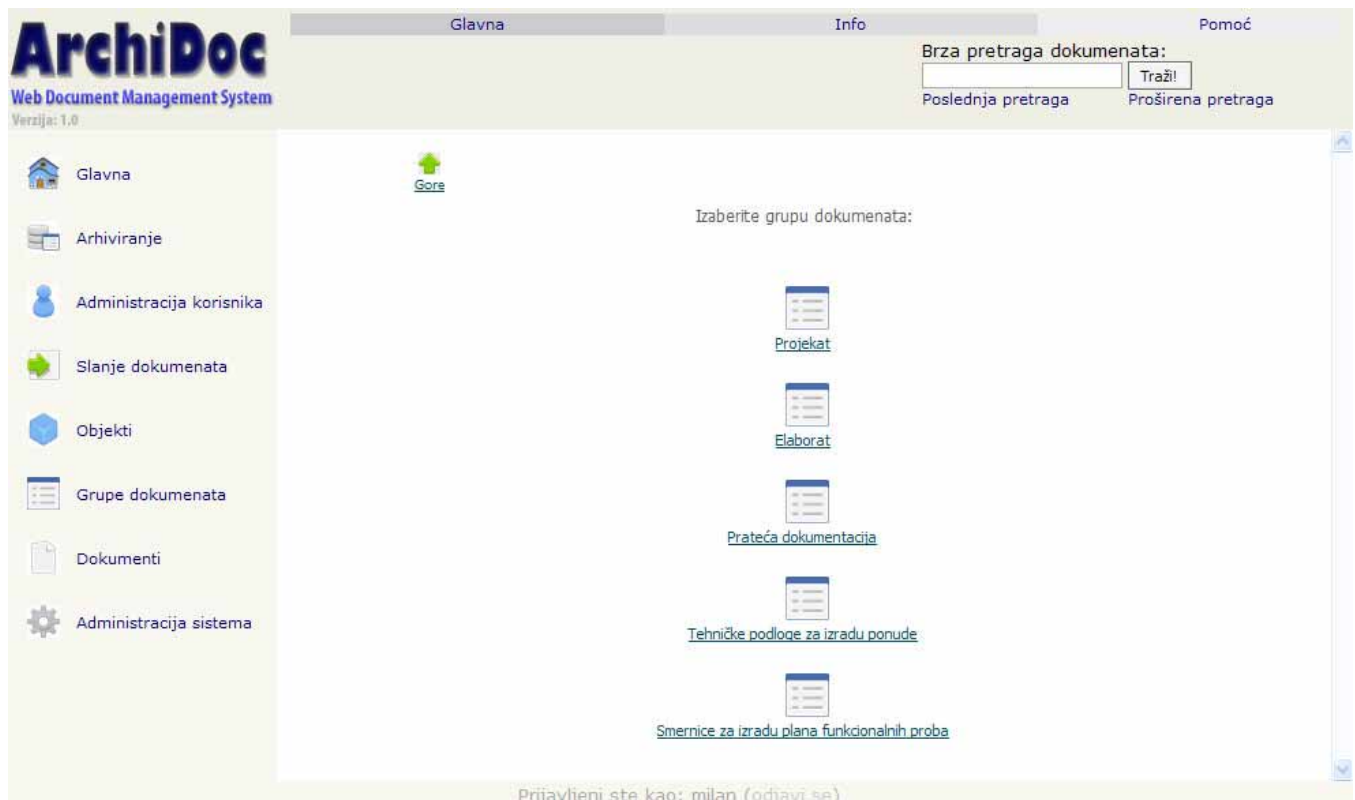 ArchiDoc
Web Document Management System
Verzija: 1.0
Glavna
Info
Pomoć
Brza pretraga dokumenata:
Traži!
Poslednja pretraga
Proširena pretraga
Glavna
Arhiviranje
Administracija korisnika
Slanje dokumenata
Objekti
Grupe dokumenata
Dokumenti
Administracija sistema
Gore
Izaberite grupu dokumenata:
Projekat
Elaborat
Prateća dokumentacija
Tehničke podloge za izradu ponude
Smernice za izradu plana funkcionalnih proba
Prijavljeni ste kao: milan (odjavi se)